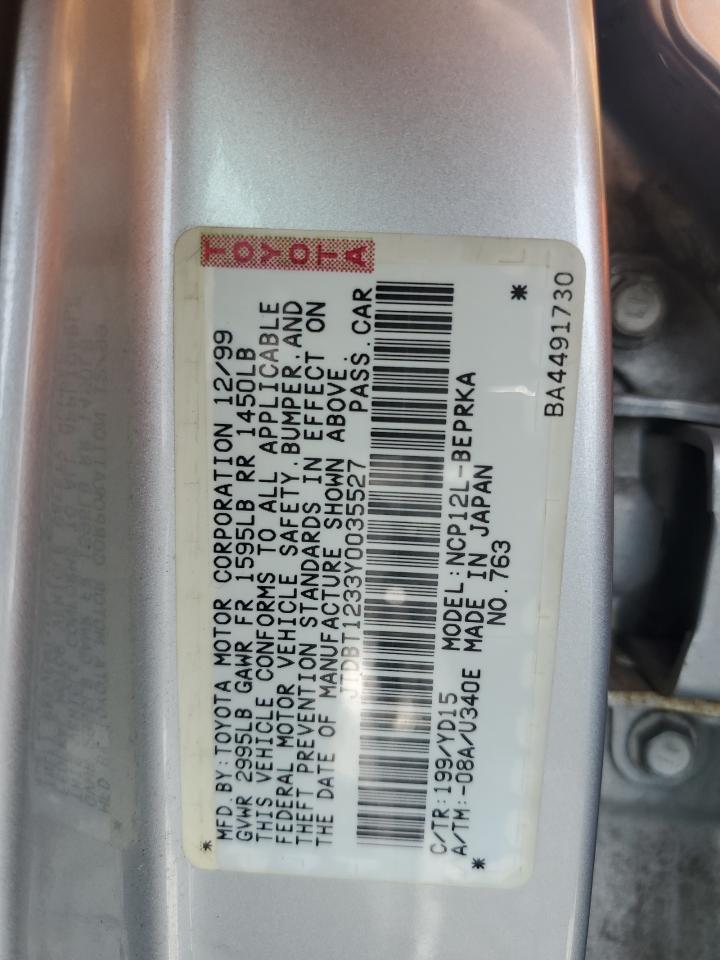 TOYOTA
MFD.BY:TOYOTA MOTOR CORPORATION 12/99
GVWR 2995LB GAWR FR 1595LB RR 1450LB
THIS VEHICLE CONFORMS TO ALL APPLICABLE
FEDERAL MOTOR VEHICLE SAFETY,BUMPER,AND
THEFT PREVENTION STANDARDS IN EFFECT ON
THE DATE OF MANUFACTURE SHOWN ABOVE.
JTDBT1233Y0035527 PASS.CAR
C/TR:199/YD15 MODEL:NCP12L-BEPRKA
A/TM:-08A/U340E MADE IN JAPAN
NO.763
BA4491730